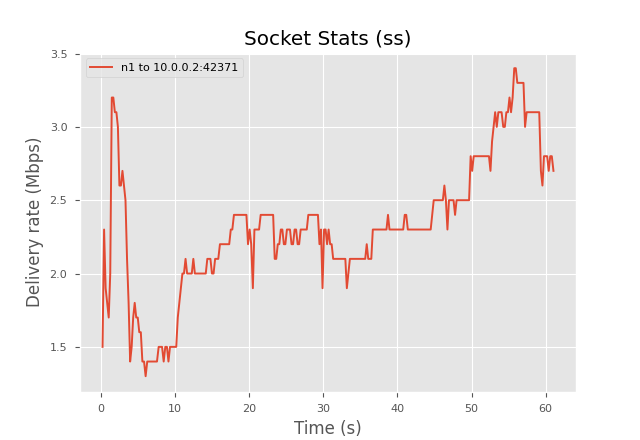 Socket Stats (ss)
n1 to 10.0.0.2:42371
Delivery rate (Mbps)
3.5
3.0
2.5
2.0
1.5
0 10 20 30 40 50 60
Time (s)